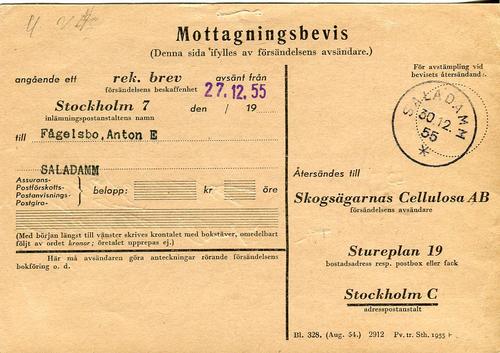 Mottagningsbevis
(Denna sida ifylles av försändelsens avsändare.)
angående ett rek. brev avsänt från
försändelsens beskaffenhet
27.12.55
Stockholm 7 den / 19
inlämningspostanstaltens namn
till Fågelsbo, Anton E
SALADAMM
Assurans-
Postförskotts-
Postanvisnings-
Postgiro-
belopp: kr öre
(Med början längst till vänster skrives krontalet med bokstäver, omedelbart
följt av ordet kronor; öretalet upprepas ej.)
Här må avsändaren göra anteckningar rörande försändelsens
bokföring o. d.
För avstämpling vid
bevisets återsändand
SALADAMM
30 12.
55
Återsändes till
Skogsägarnas Cellulosa AB
försändelsens avsändare
Stureplan 19
bostadsadress resp. postbox eller fack
Stockholm C
adresspostanstalt
Bl. 328. (Aug. 54.) 2912 Pv. tr. Sth. 1955